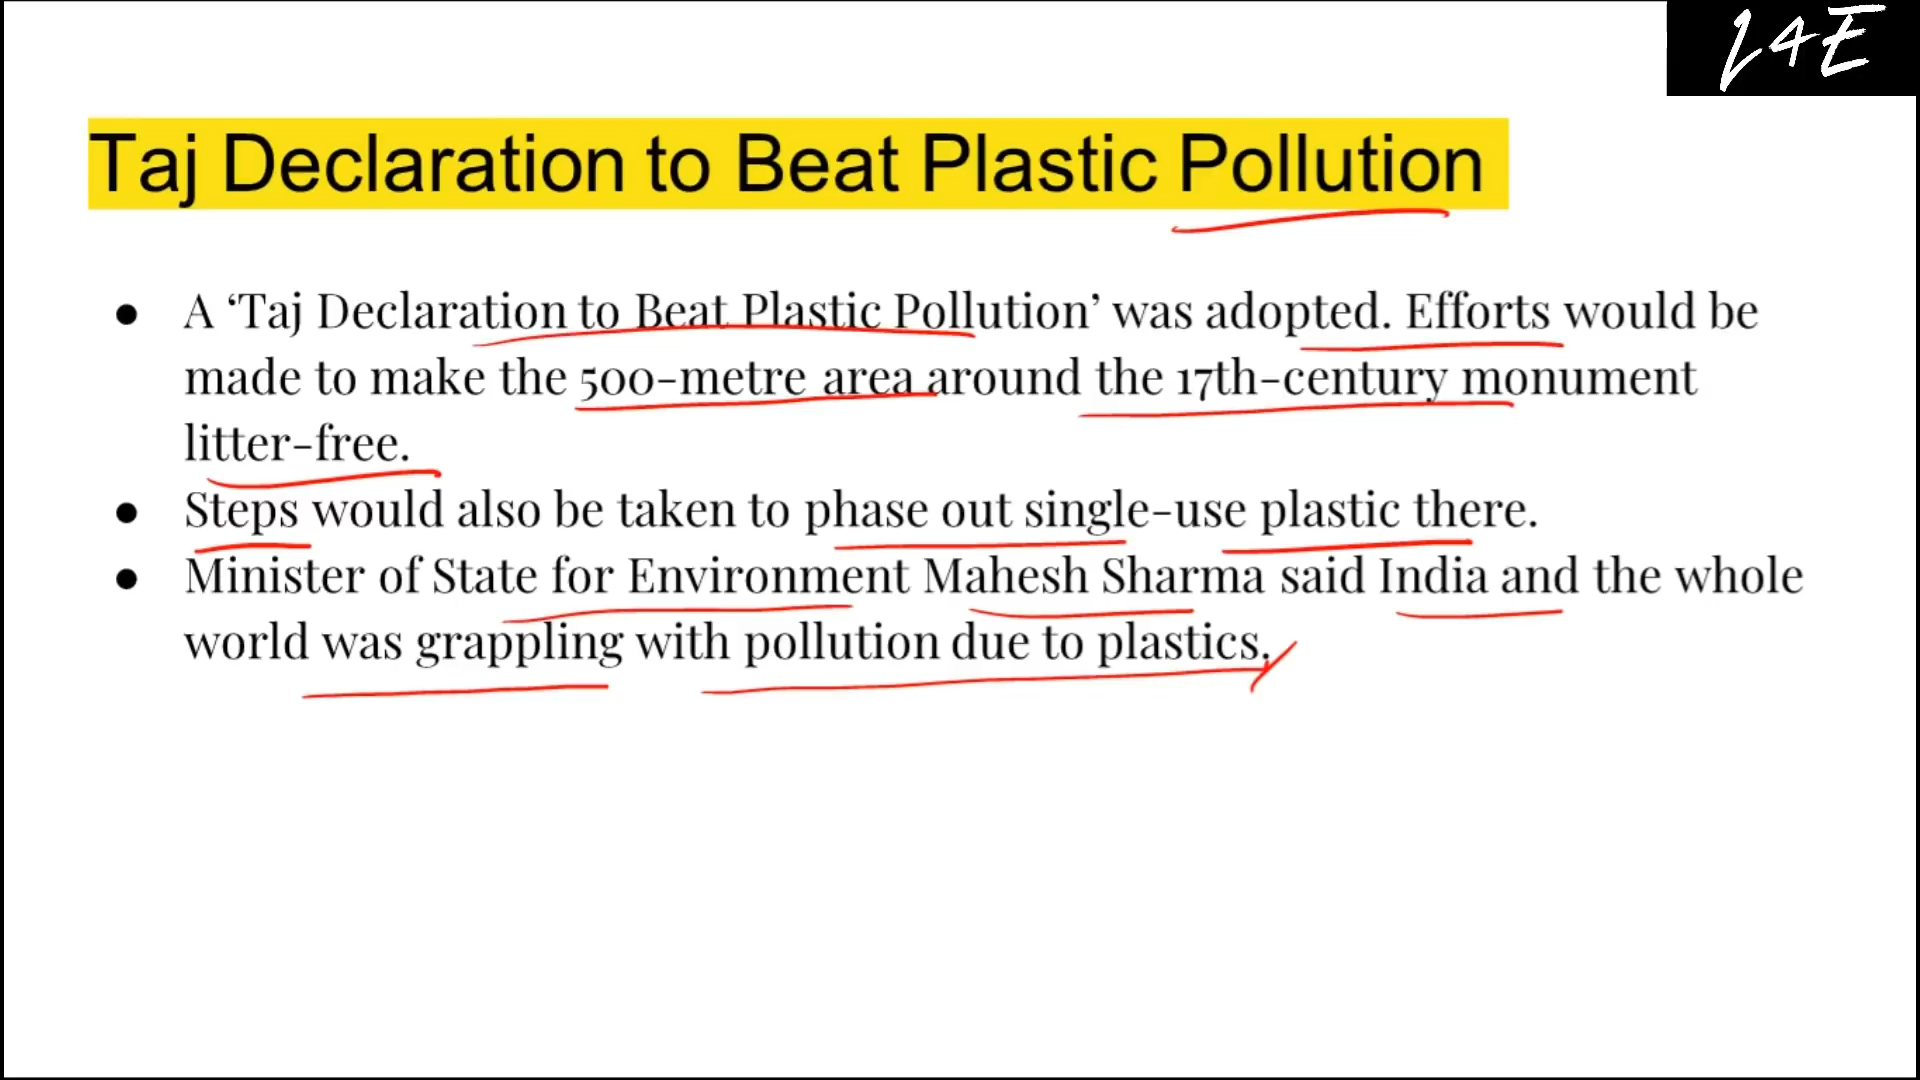 L4E
Taj Declaration to Beat Plastic Pollution
● A ‘Taj Declaration to Beat Plastic Pollution’ was adopted. Efforts would be
made to make the 500-metre area around the 17th-century monument
litter-free.
● Steps would also be taken to phase out single-use plastic there.
● Minister of State for Environment Mahesh Sharma said India and the whole
world was grappling with pollution due to plastics.